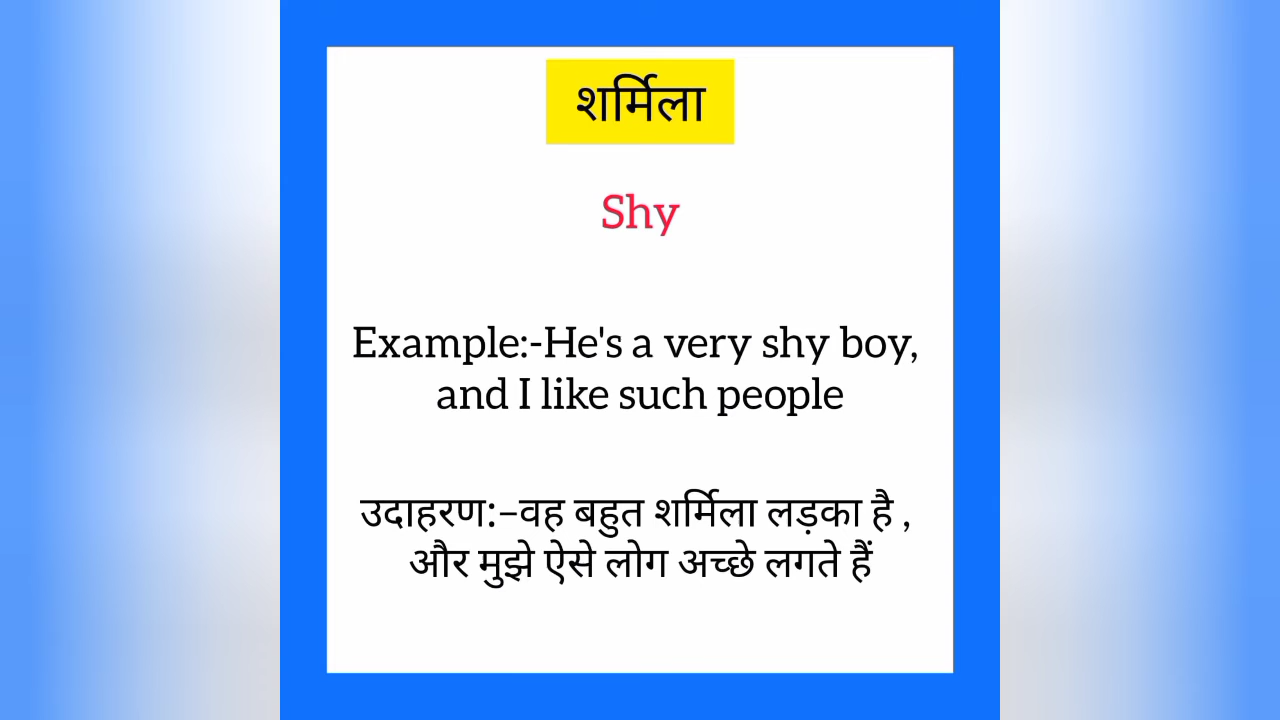 शर्मिला
Shy
Example:-He's a very shy boy,
and I like such people
उदाहरण:–वह बहुत शर्मिला लड़का है ,
और मुझे ऐसे लोग अच्छे लगते हैं